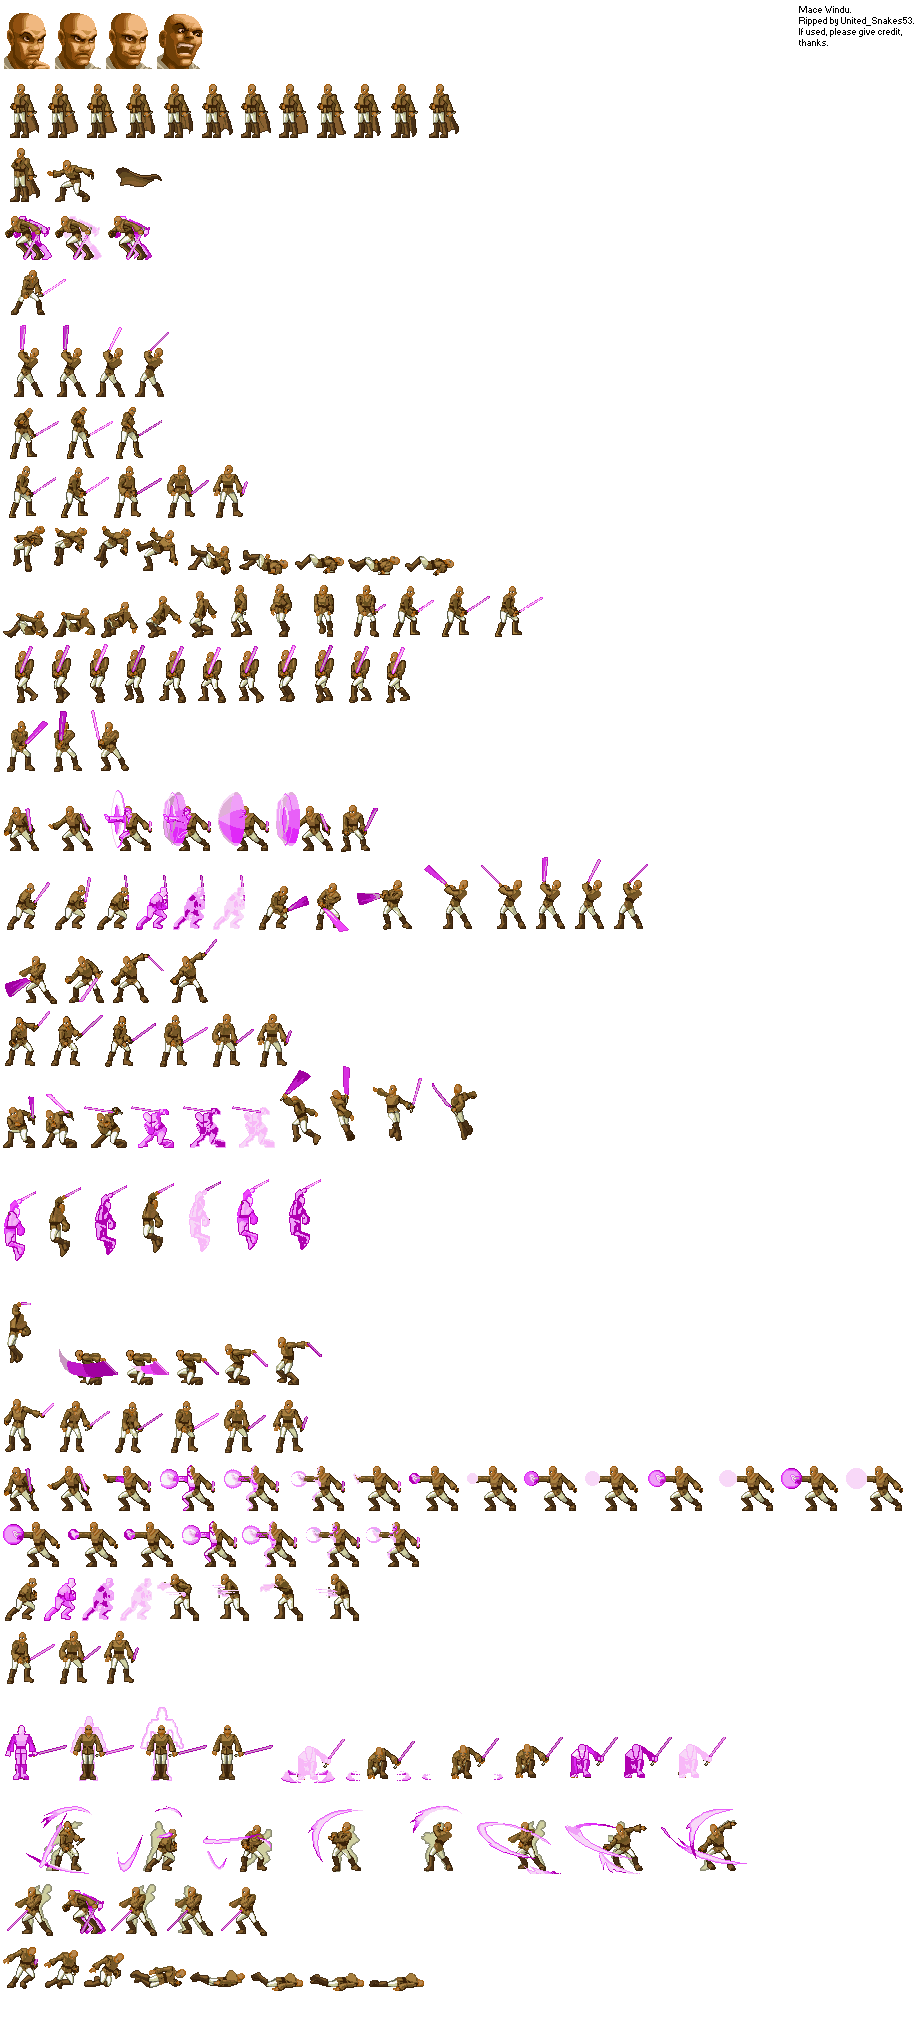 Mace Windu.
Ripped by United_Snakes53.
If used, please give credit,
thanks.